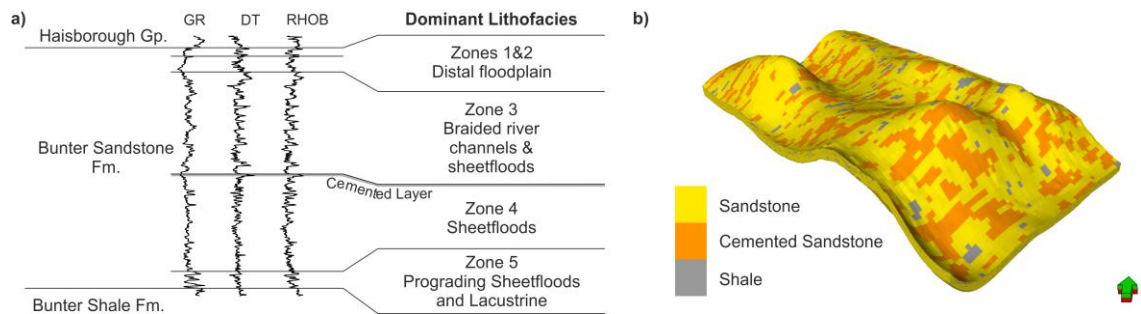 a)
GR DT RHOB Dominant Lithofacies
Haisborough Gp.
Zones 1&2
Distal floodplain
Zone 3
Braided river
channels &
sheetfloods
Bunter Sandstone
Fm.
Cemented Layer
Zone 4
Sheetfloods
Zone 5
Prograding Sheetfloods
and Lacustrine
Bunter Shale Fm.
b)
Sandstone
Cemented Sandstone
Shale